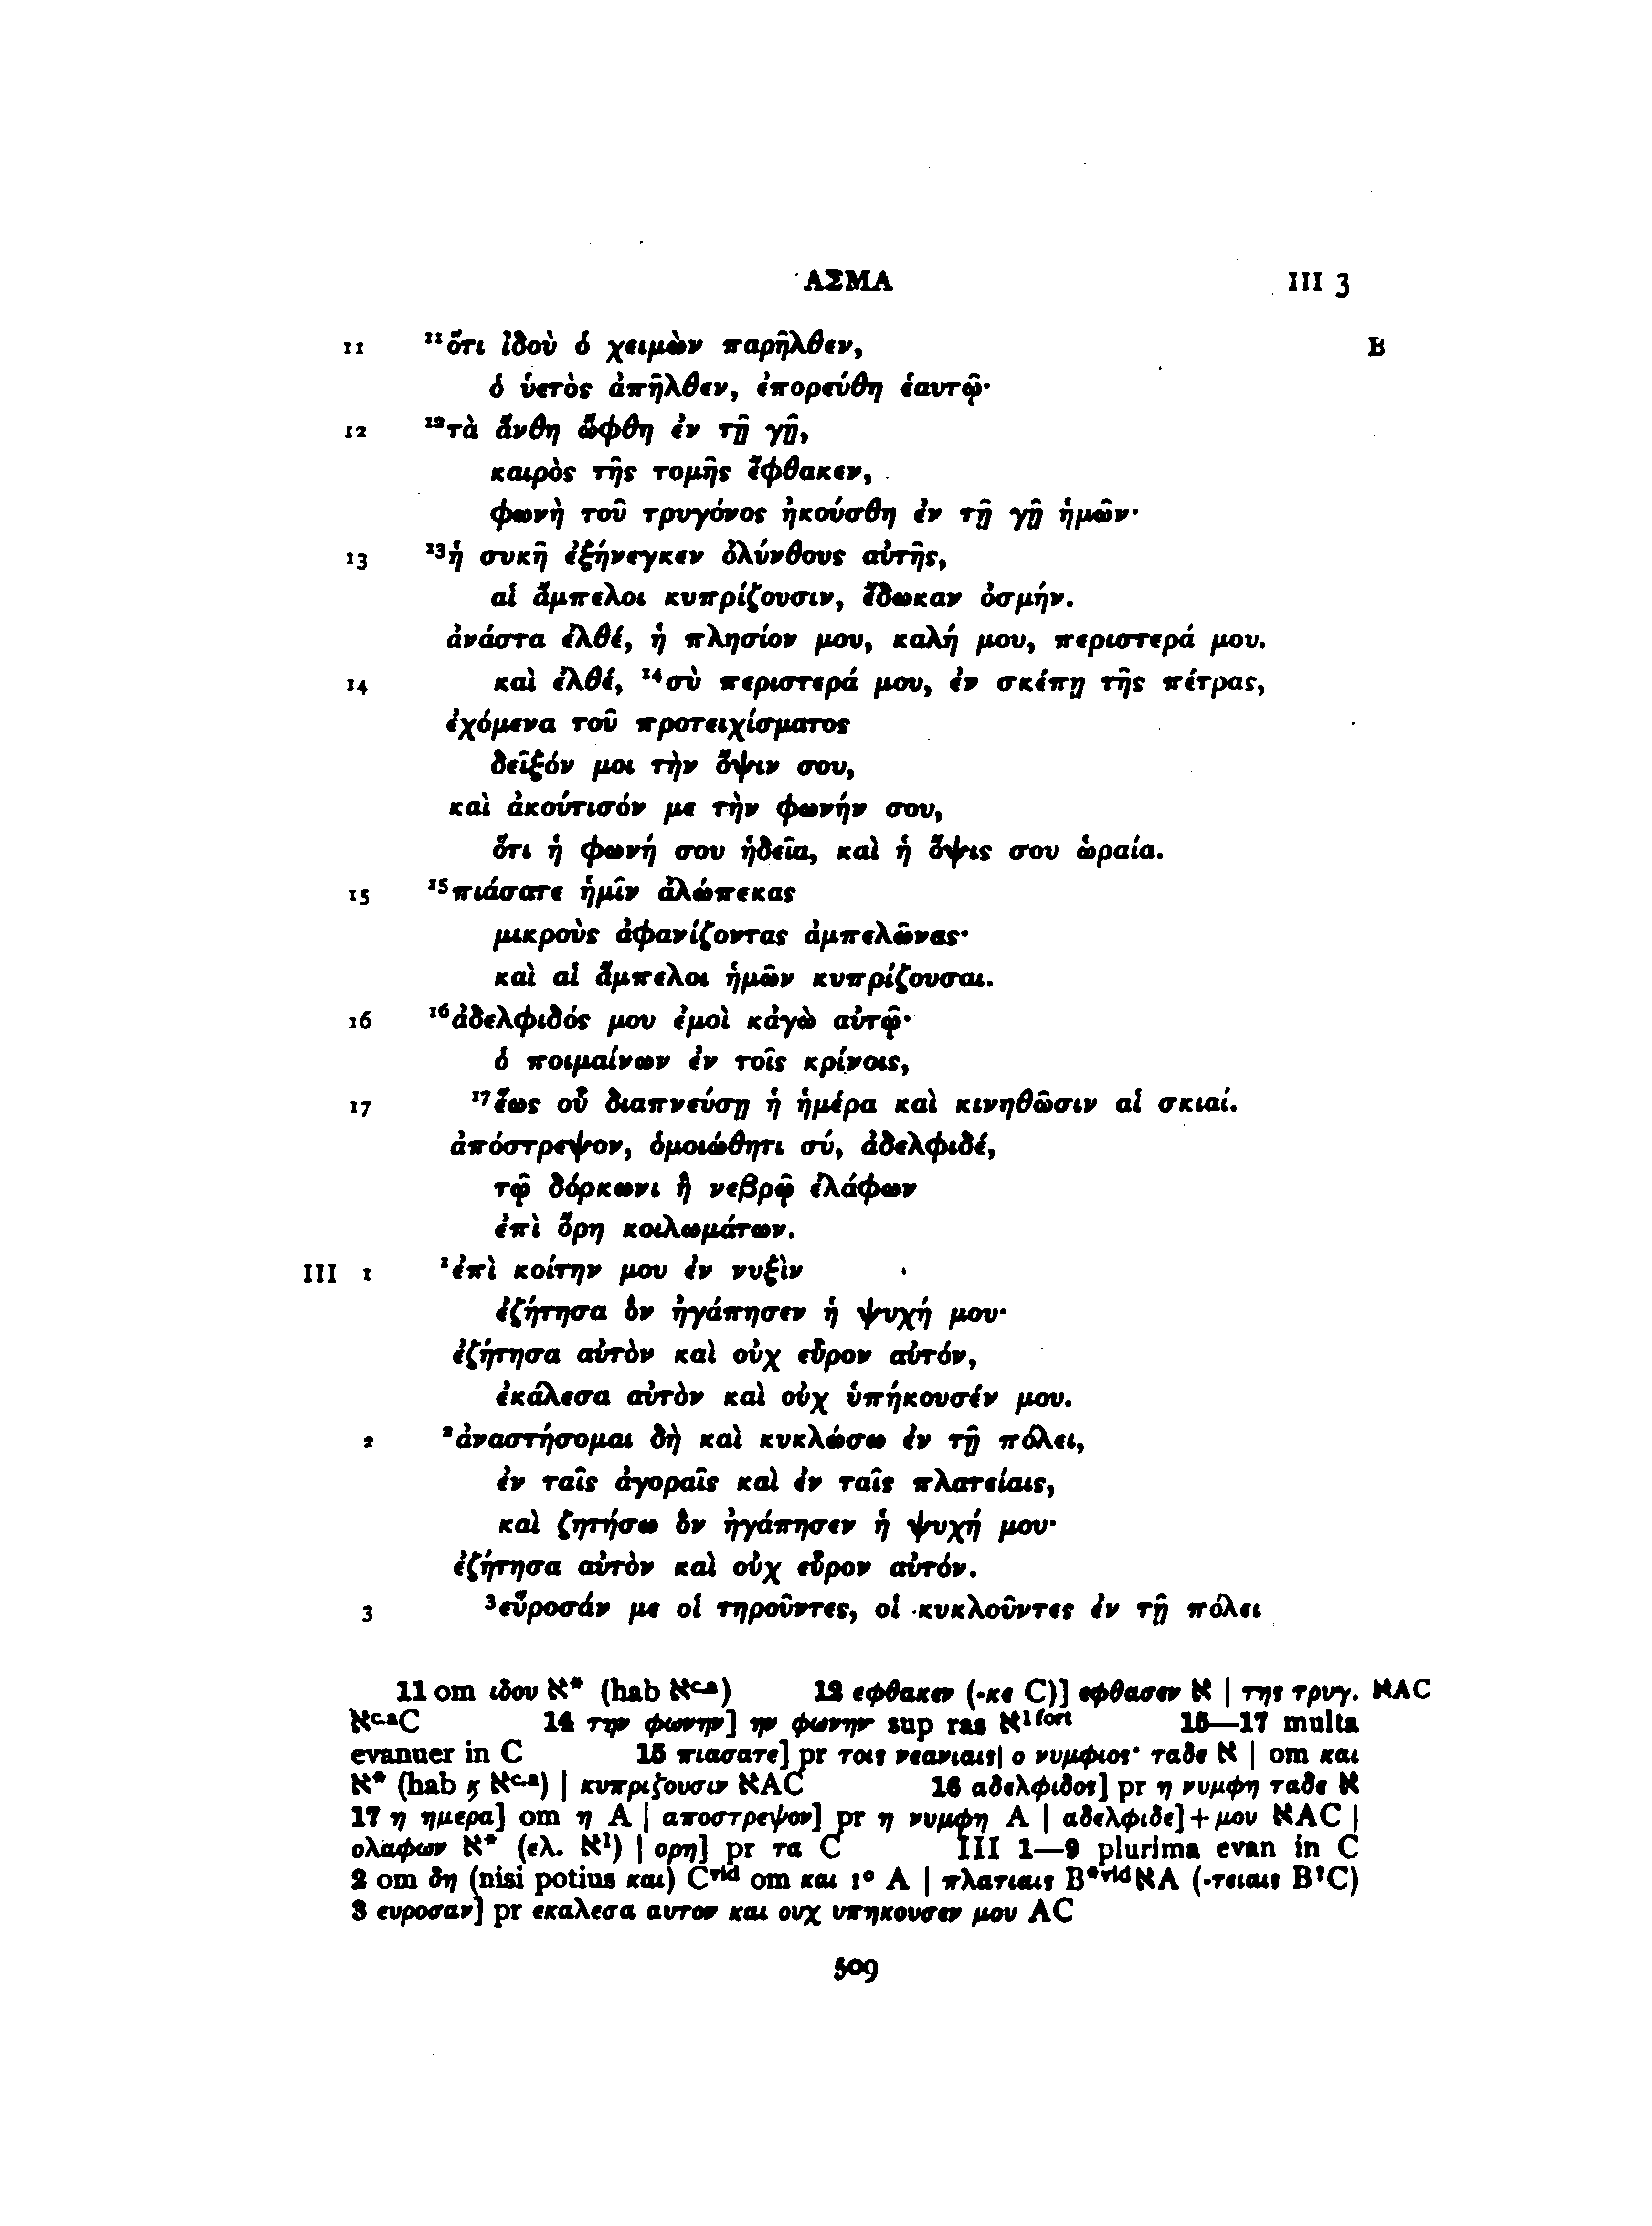 ΑΣΜΑ III 3
11 ¹¹ὅτι ἰδοὺ ὁ χειμὼν παρῆλθεν, B
ὁ ὑετὸς ἀπῆλθεν, ἐπορεύθη ἑαυτῷ·
12 ¹²τὰ ἄνθη ὤφθη ἐν τῇ γῇ,
καιρὸς τῆς τομῆς ἔφθακεν,
φωνὴ τοῦ τρυγόνος ἠκούσθη ἐν τῇ γῇ ἡμῶν·
13 ¹³ἡ συκῆ ἐξήνεγκεν ὀλύνθους αὐτῆς,
αἱ ἄμπελοι κυπρίζουσιν, ἔδωκαν ὀσμήν.
ἀνάστα ἐλθέ, ἡ πλησίον μου, καλή μου, περιστερά μου.
14 καὶ ἐλθέ, ¹⁴σὺ περιστερά μου, ἐν σκέπῃ τῆς πέτρας,
ἐχόμενα τοῦ προτειχίσματος
δεῖξόν μοι τὴν ὄψιν σου,
καὶ ἀκούτισόν με τὴν φωνήν σου,
ὅτι ἡ φωνή σου ἡδεῖα, καὶ ἡ ὄψις σου ὡραία.
15 ¹⁵πιάσατε ἡμῖν ἀλώπεκας
μικροὺς ἀφανίζοντας ἀμπελῶνας·
καὶ αἱ ἄμπελοι ἡμῶν κυπρίζουσαι.
16 ¹⁶ἀδελφιδός μου ἐμοὶ κἀγὼ αὐτῷ·
ὁ ποιμαίνων ἐν τοῖς κρίνοις,
17 ¹⁷ἕως οὗ διαπνεύσῃ ἡ ἡμέρα καὶ κινηθῶσιν αἱ σκιαί.
ἀπόστρεψον, ὁμοιώθητι σύ, ἀδελφιδέ,
τῷ δόρκωνι ἢ νεβρῷ ἐλάφων
ἐπὶ ὄρη κοιλωμάτων.
III 1 ¹ἐπὶ κοίτην μου ἐν νυξὶν
ἐζήτησα ὃν ἠγάπησεν ἡ ψυχή μου·
ἐζήτησα αὐτὸν καὶ οὐχ εὗρον αὐτόν,
ἐκάλεσα αὐτὸν καὶ οὐχ ὑπήκουσέν μου.
2 ²ἀναστήσομαι δὴ καὶ κυκλώσω ἐν τῇ πόλει,
ἐν ταῖς ἀγοραῖς καὶ ἐν ταῖς πλατείαις,
καὶ ζητήσω ὃν ἠγάπησεν ἡ ψυχή μου·
ἐζήτησα αὐτὸν καὶ οὐχ εὗρον αὐτόν.
3 ³εὕροσάν με οἱ τηροῦντες, οἱ κυκλοῦντες ἐν τῇ πόλει
11 om ιδου א* (hab א^c.a) 12 εφθακεν (-κε C)] εφθασεν א | της τρυγ. אAC
א^c.aC 14 την φωνην] ην φωνην sup ras א^1 fort 15—17 multa
evanuer in C 15 πιασατε] pr τοις νεανιαις| ο νυμφιος· ταδε א | om και
א* (hab ϗ א^c.a) | κυπριζουσιν אAC 16 αδελφιδος] pr η νυμφη ταδε א
17 η ημερα] om η A | αποστρεψον] pr η νυμφη A | αδελφιδε]+μου אAC |
ολαφων א* (ελ. א^1) | ορη] pr τα C III 1—9 plurima evan in C
2 om δη (nisi potius και) C^vid om και 1° A | πλατιαις B*^vid אA (-τειαις B^1C)
3 ευροσαν] pr εκαλεσα αυτον και ουχ υπηκουσεν μου AC
509